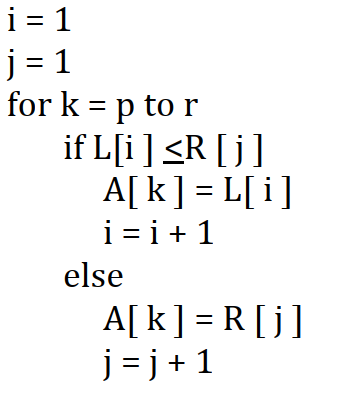 i = 1
j = 1
for k = p to r
if L[i ] <R [ j ]
A[ k ] = L[ i ]
i = i + 1
else
A[ k ] = R [ j ]
j = j + 1